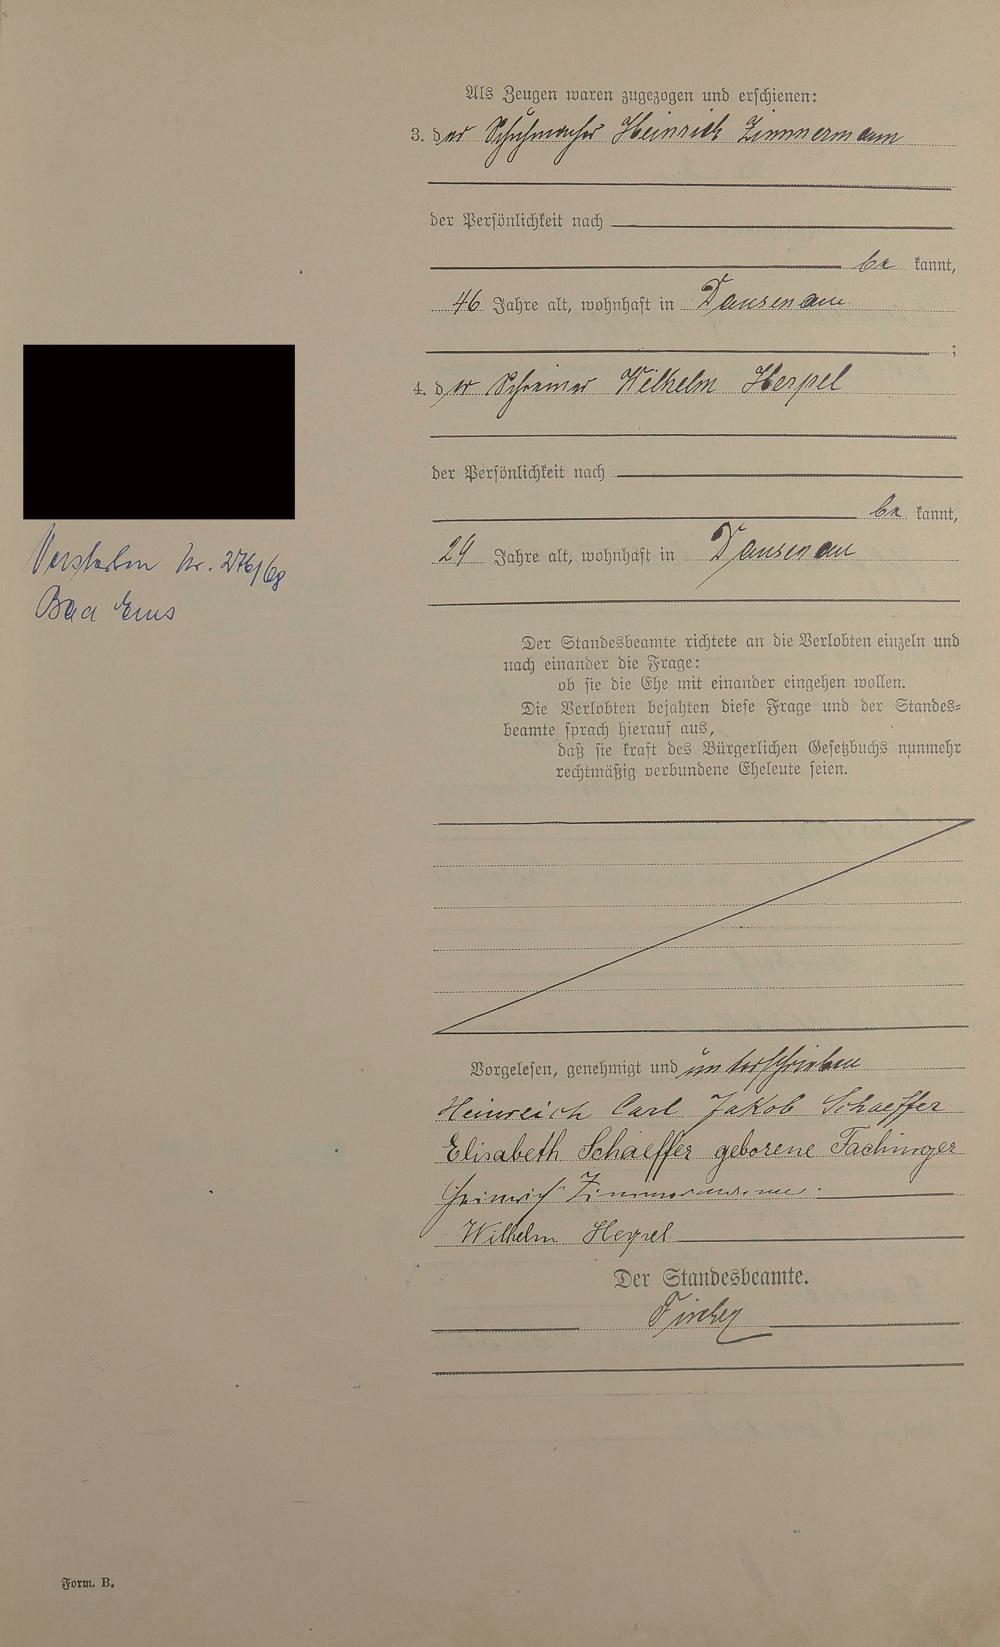 Als Zeugen waren zugezogen und erschienen:
3. der Schuhmacher Heinrich Zimmermann
der Persönlichkeit nach
be kannt,
46 Jahre alt, wohnhaft in Dausenau
;
4. der Schreiner Wilhelm Herpel
der Persönlichkeit nach
be kannt,
29 Jahre alt, wohnhaft in Dausenau
Verstorben Nr. 276/68
Bad Ems
Der Standesbeamte richtete an die Verlobten einzeln und
nach einander die Frage:
ob sie die Ehe mit einander eingehen wollen.
Die Verlobten bejahten diese Frage und der Standes=
beamte sprach hierauf aus,
daß sie kraft des Bürgerlichen Gesetzbuchs nunmehr
rechtmäßig verbundene Eheleute seien.
Vorgelesen, genehmigt und unterschrieben
Heinreich Carl Jakob Schaeffer
Elisabeth Schaeffer geborene Fachinger
Heinrich Zimmermann.
Wilhelm Herpel
Der Standesbeamte.
Form. B.